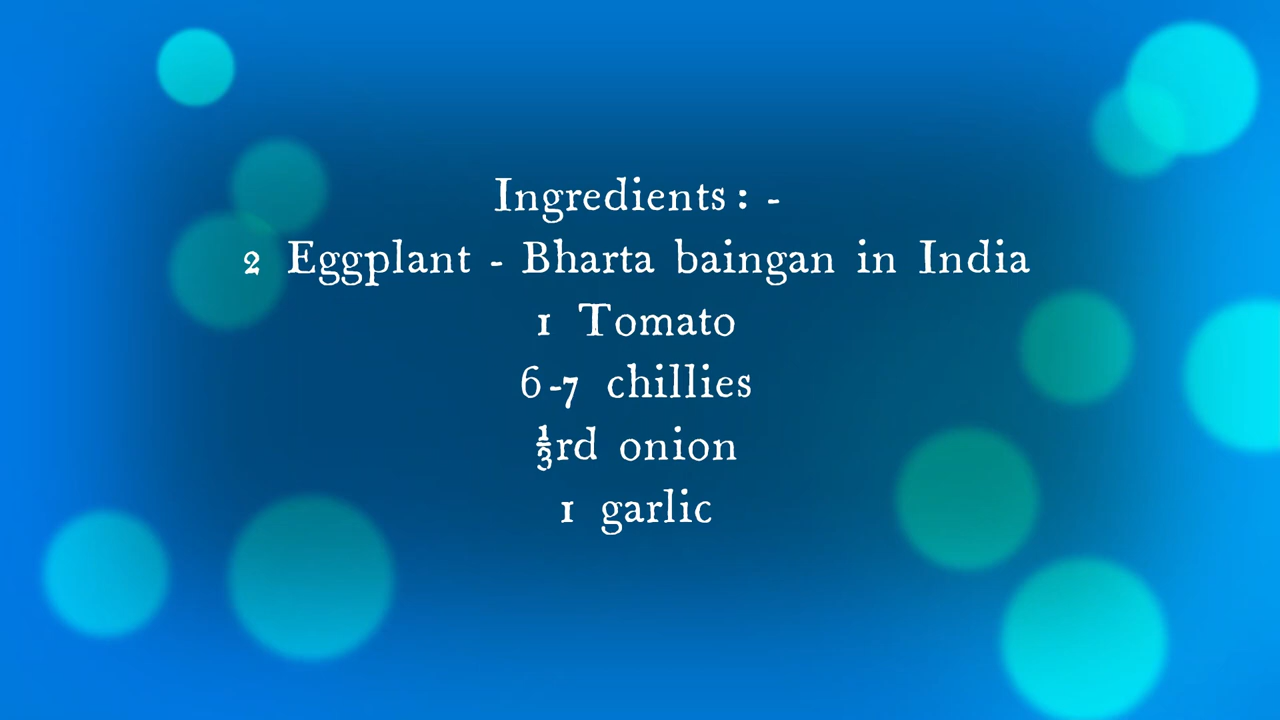 Ingredients : -
2 Eggplant - Bharta baingan in India
1 Tomato
6-7 chillies
⅓rd onion
1 garlic